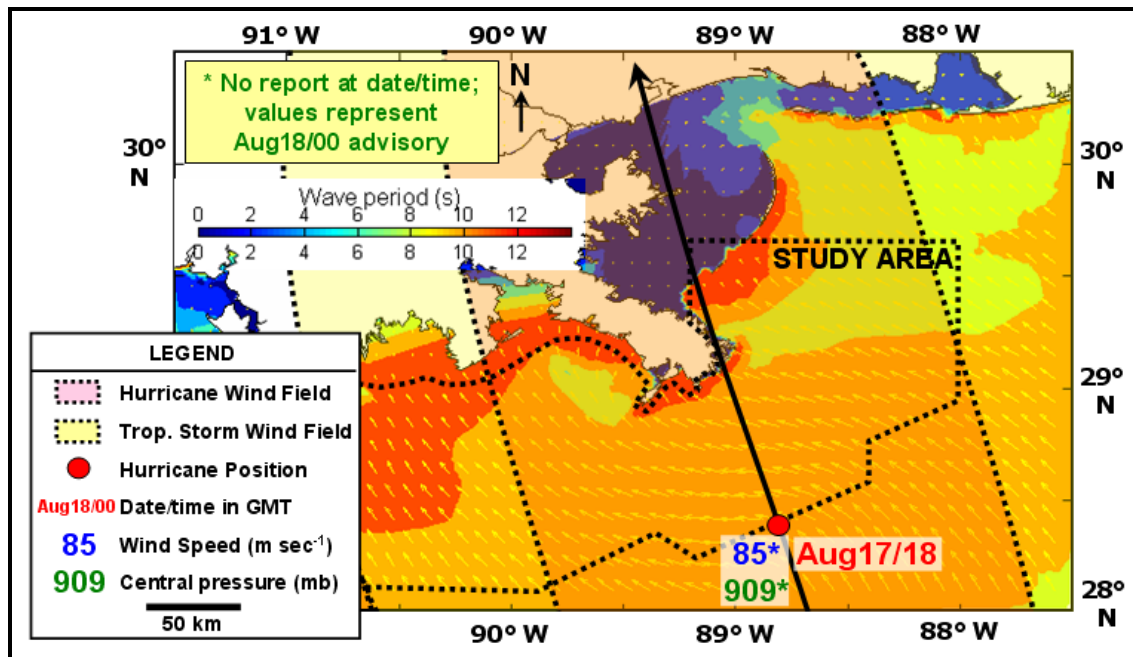 91° W 90° W 89° W 88° W
* No report at date/time;
values represent
Aug18/00 advisory
N
30°
N
30°
N
Wave period (s)
0 2 4 6 8 10 12
0 2 4 6 8 10 12
STUDY AREA
LEGEND
Hurricane Wind Field
Trop. Storm Wind Field
Hurricane Position
Aug18/00 Date/time in GMT
85 Wind Speed (m sec-1)
909 Central pressure (mb)
50 km
29°
N
85* Aug17/18
909*
28°
N
90° W 89° W 88° W